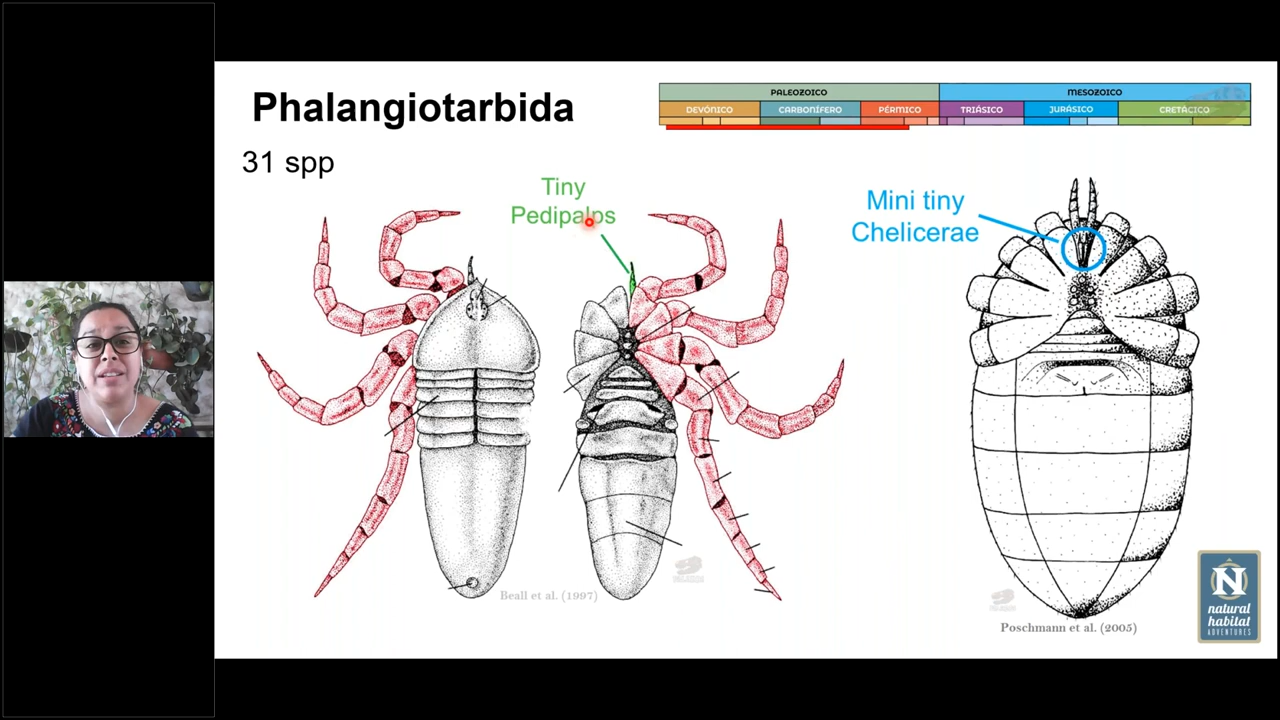 Phalangiotarbida
31 spp
PALEOZOICO MESOZOICO
DEVÓNICO CARBONÍFERO PÉRMICO TRIÁSICO JURÁSICO CRETÁCICO
Tiny
Pedipalps
Mini tiny
Chelicerae
Beall et al. (1997)
Poschmann et al. (2005)
N
natural
habitat
ADVENTURES